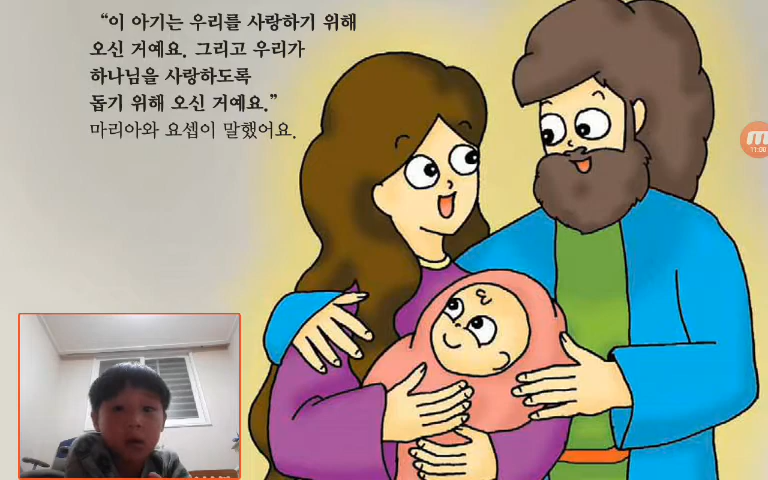 “이 아기는 우리를 사랑하기 위해
오신 거예요. 그리고 우리가
하나님을 사랑하도록
돕기 위해 오신 거예요.”
마리아와 요셉이 말했어요.
11:00